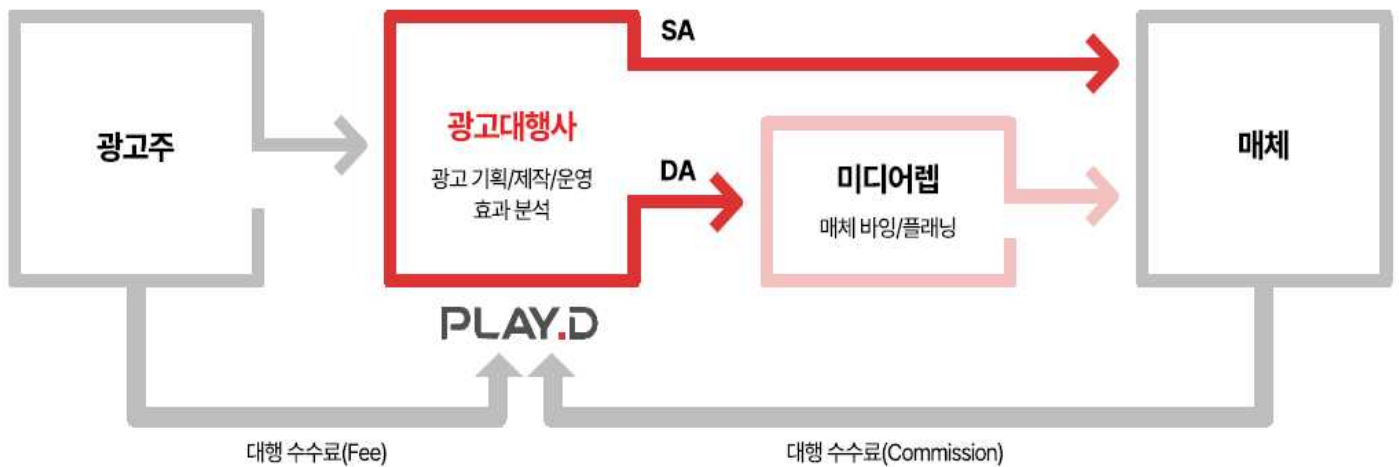 SA
광고주
광고대행사
광고 기획/제작/운영
효과 분석
DA
미디어렙
매체 바잉/플래닝
매체
PLAY.D
대행 수수료(Fee)
대행 수수료(Commission)